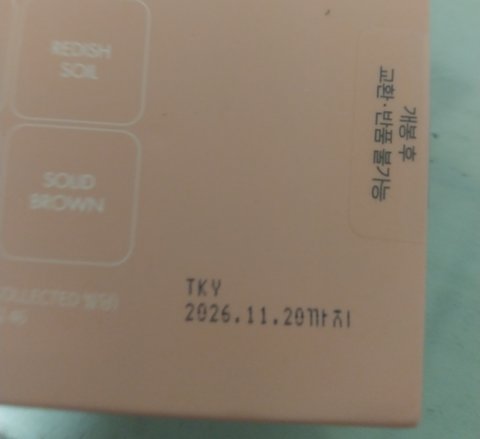 REDISH
SOIL
SOLID
BROWN
개봉 후
교환·반품 불가능
COLLECTED
TKY
2026.11.20까지